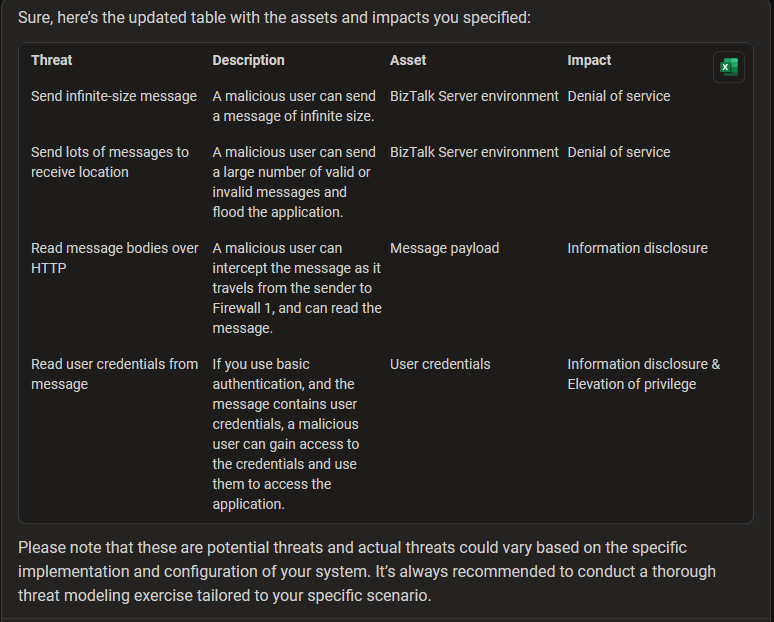 Sure, here's the updated table with the assets and impacts you specified:
Threat Description Asset Impact
Send infinite-size message A malicious user can send BizTalk Server environment Denial of service
a message of infinite size.
Send lots of messages to A malicious user can send BizTalk Server environment Denial of service
receive location a large number of valid or
invalid messages and
flood the application.
Read message bodies over A malicious user can Message payload Information disclosure
HTTP intercept the message as it
travels from the sender to
Firewall 1, and can read the
message.
Read user credentials from If you use basic User credentials Information disclosure &
message authentication, and the Elevation of privilege
message contains user
credentials, a malicious
user can gain access to
the credentials and use
them to access the
application.
Please note that these are potential threats and actual threats could vary based on the specific
implementation and configuration of your system. It's always recommended to conduct a thorough
threat modeling exercise tailored to your specific scenario.